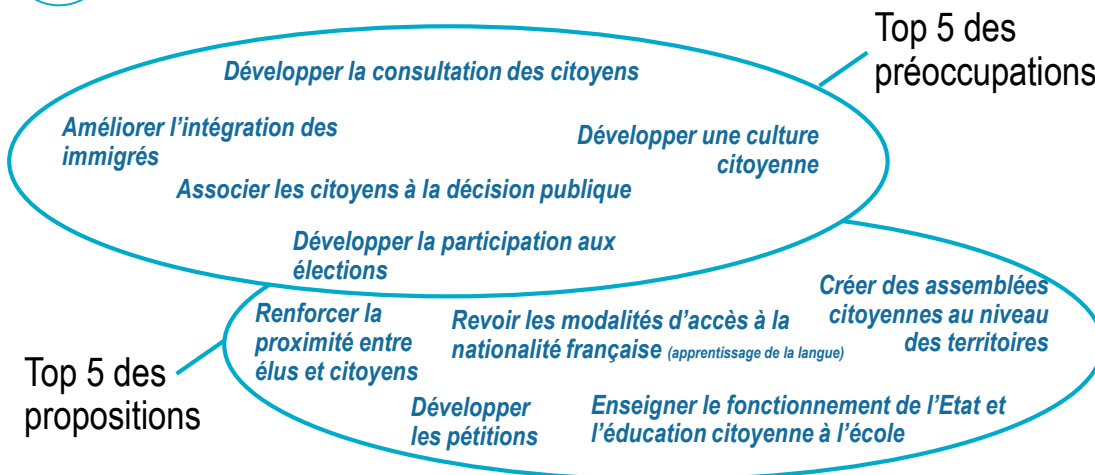 Top 5 des
préoccupations
Développer la consultation des citoyens
Améliorer l’intégration des
immigrés
Développer une culture
citoyenne
Associer les citoyens à la décision publique
Développer la participation aux
élections
Top 5 des
propositions
Renforcer la
proximité entre
élus et citoyens
Revoir les modalités d’accès à la
nationalité française (apprentissage de la langue)
Créer des assemblées
citoyennes au niveau
des territoires
Développer
les pétitions
Enseigner le fonctionnement de l’Etat et
l’éducation citoyenne à l’école